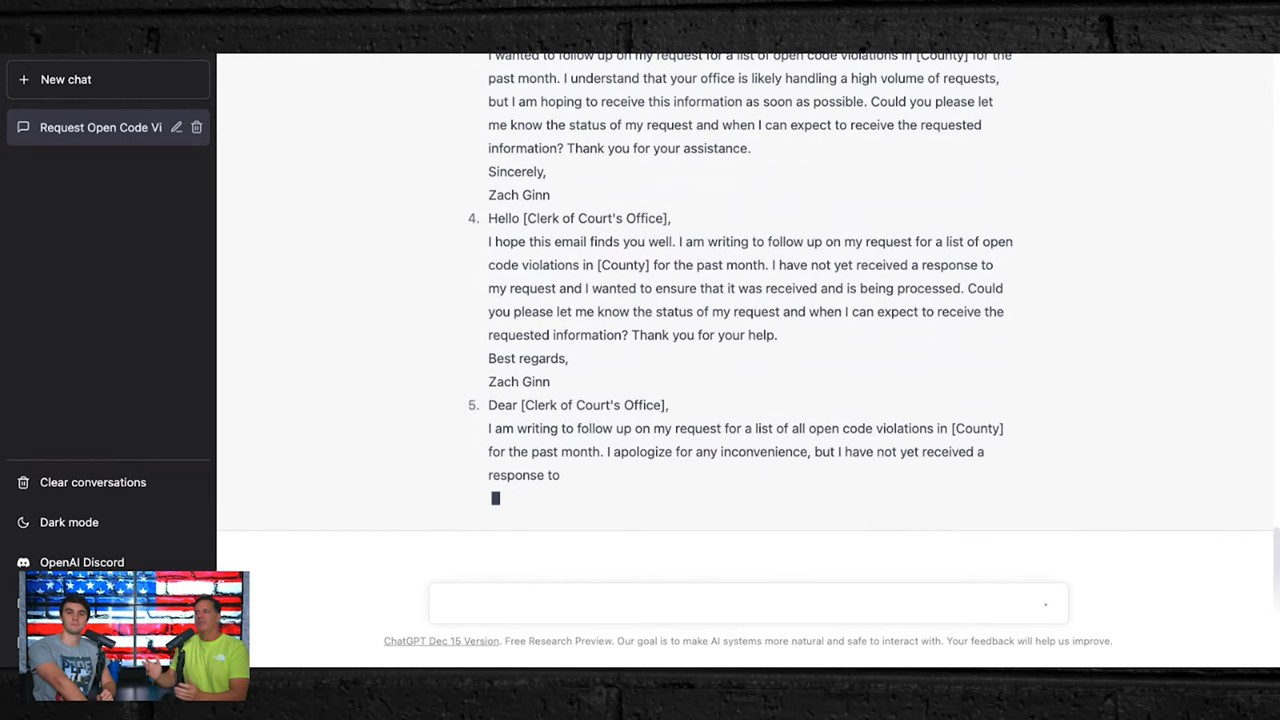 New chat
Request Open Code Vi
Clear conversations
Dark mode
OpenAI Discord
I wanted to follow up on my request for a list of open code violations in [County] for the
past month. I understand that your office is likely handling a high volume of requests,
but I am hoping to receive this information as soon as possible. Could you please let
me know the status of my request and when I can expect to receive the requested
information? Thank you for your assistance.
Sincerely,
Zach Ginn
4. Hello [Clerk of Court's Office],
I hope this email finds you well. I am writing to follow up on my request for a list of open
code violations in [County] for the past month. I have not yet received a response to
my request and I wanted to ensure that it was received and is being processed. Could
you please let me know the status of my request and when I can expect to receive the
requested information? Thank you for your help.
Best regards,
Zach Ginn
5. Dear [Clerk of Court's Office],
I am writing to follow up on my request for a list of all open code violations in [County]
for the past month. I apologize for any inconvenience, but I have not yet received a
response to
ChatGPT Dec 15 Version. Free Research Preview. Our goal is to make AI systems more natural and safe to interact with. Your feedback will help us improve.